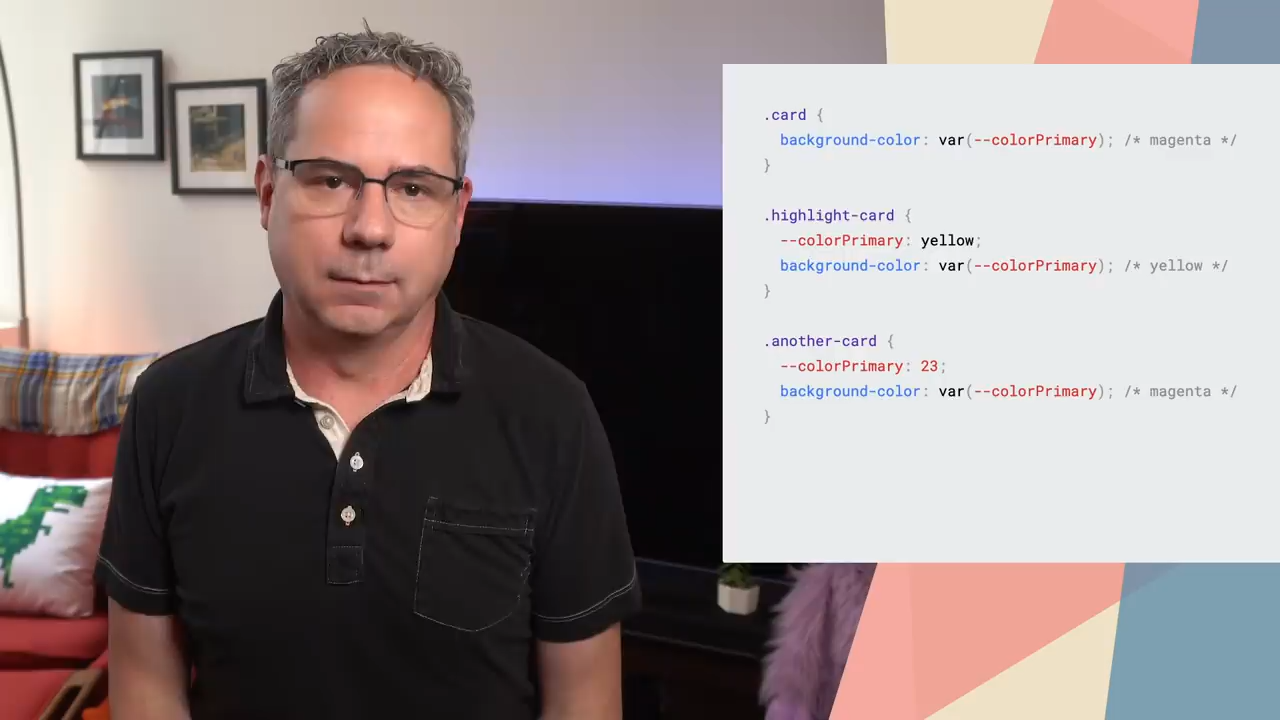 .card {
background-color: var(--colorPrimary); /* magenta */
}
.highlight-card {
--colorPrimary: yellow;
background-color: var(--colorPrimary); /* yellow */
}
.another-card {
--colorPrimary: 23;
background-color: var(--colorPrimary); /* magenta */
}